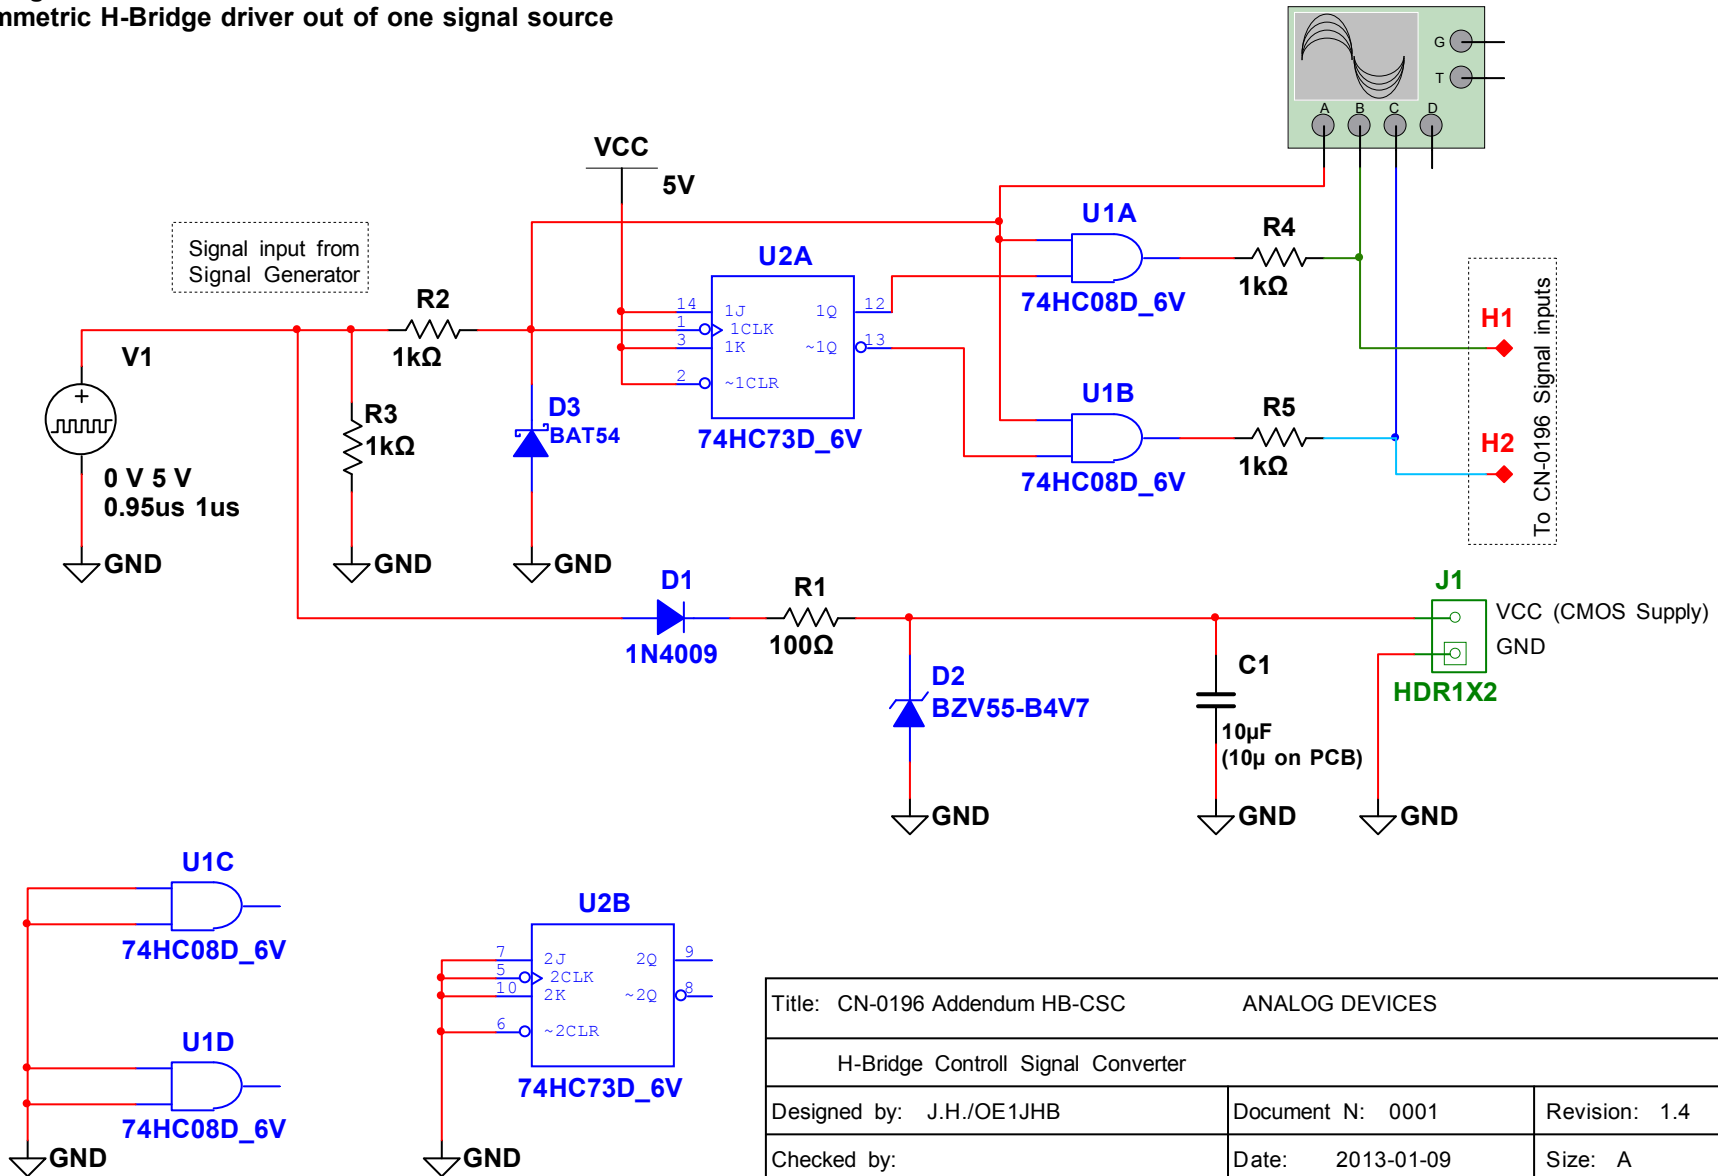 mmetric H-Bridge driver out of one signal source
G
T
A B C D
VCC
5V
Signal input from
Signal Generator
V1
0 V 5 V
0.95us 1us
GND
R2
1kΩ
R3
1kΩ
GND
D3
BAT54
GND
U2A
14 1J 1Q 12
1 1CLK
3 1K ~1Q 13
2 ~1CLR
74HC73D_6V
U1A
74HC08D_6V
R4
1kΩ
U1B
74HC08D_6V
R5
1kΩ
H1
H2
To CN-0196 Signal inputs
D1
1N4009
R1
100Ω
D2
BZV55-B4V7
GND
C1
10µF
(10µ on PCB)
GND
J1
VCC (CMOS Supply)
GND
HDR1X2
GND
U1C
74HC08D_6V
U1D
74HC08D_6V
GND
U2B
7 2J 2Q 9
5 2CLK
10 2K ~2Q 8
6 ~2CLR
74HC73D_6V
GND
Title: CN-0196 Addendum HB-CSC ANALOG DEVICES
H-Bridge Controll Signal Converter
Designed by: J.H./OE1JHB Document N: 0001 Revision: 1.4
Checked by: Date: 2013-01-09 Size: A